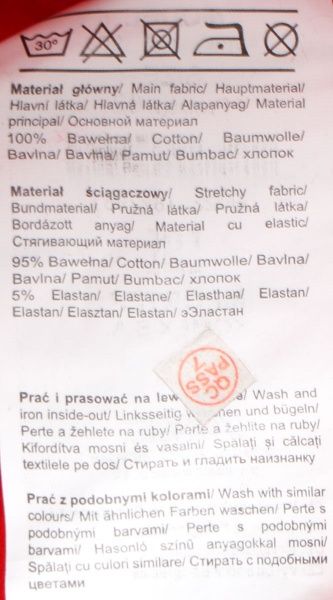 30°
Materiał główny/ Main fabric/ Hauptmaterial/
Hlavní látka/ Hlavná látka/ Alapanyag/ Material
principal/ Основной материал
100% Bawełna/ Cotton/ Baumwolle/
Bavlna/ Bavlna/ Pamut/ Bumbac/ хлопок
Materiał ściągaczowy/ Stretchy fabric/
Bundmaterial/ Pružná látka/ Pružná látka/
Bordázott anyag/ Material cu elastic/
Стягивающий материал
95% Bawełna/ Cotton/ Baumwolle/ Bavlna/
Bavlna/ Pamut/ Bumbac/ хлопок
5% Elastan/ Elastane/ Elasthan/ Elastan/
Elastan/ Elasztan/ Elastan/ эЭластан
QC
PASS
7
Prać i prasować na lew / Wash and
iron inside-out/ Linksseitig waschen und bügeln/
Perte a žehlete na ruby/ Perte a žehlite na ruby/
Kifordítva mosni és vasalni/ Spălați și călcați
textilele pe dos/ Стирать и гладить наизнанку
Prać z podobnymi kolorami/ Wash with similar
colours/ Mit ähnlichen Farben waschen/ Perte s
podobnými barvami/ Perte s podobnými
barvami/ Hasonló színű anyagokkal mosni/
Spălați cu culori similare/ Стирать с подобными
цветами